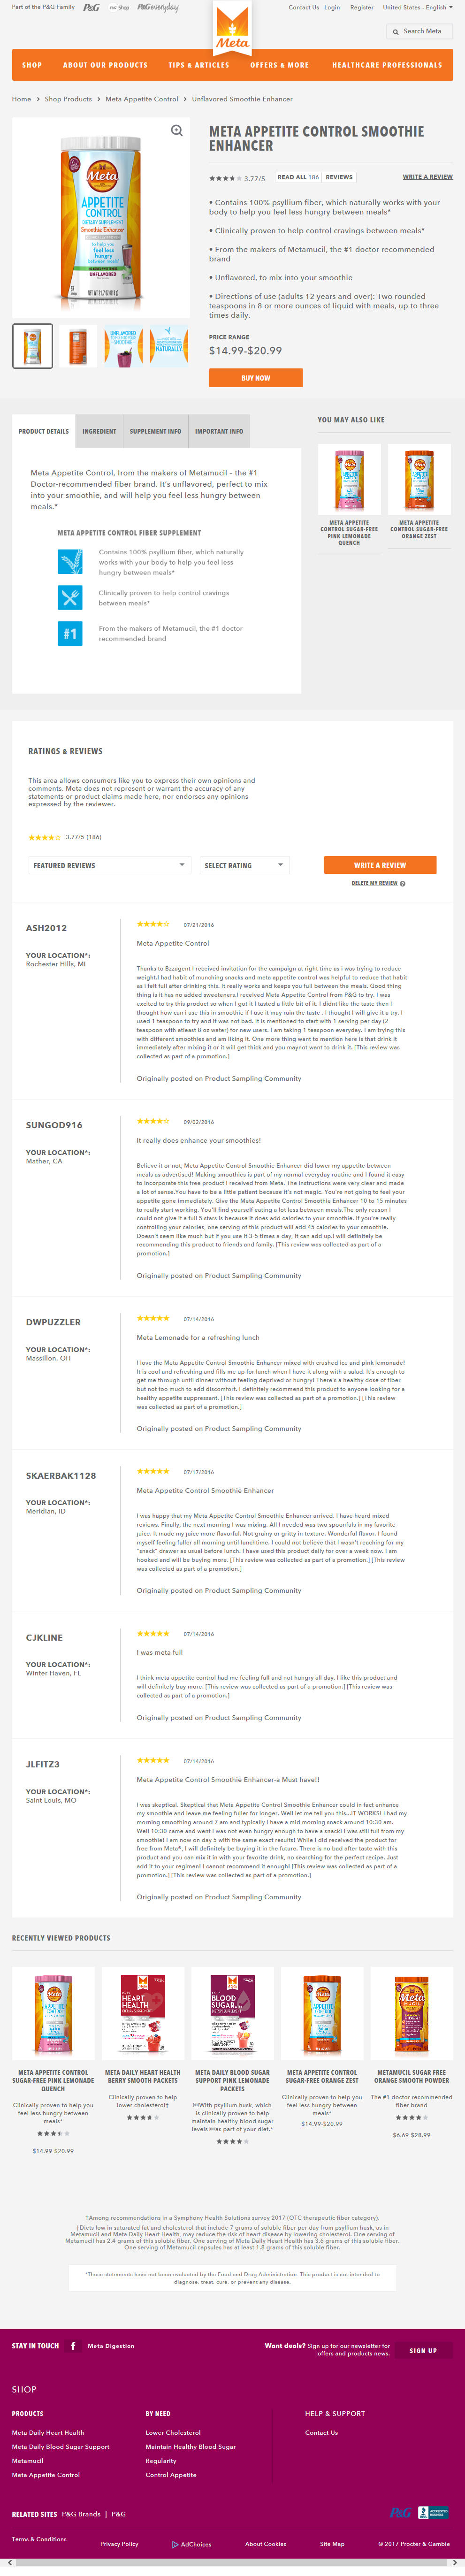 Part of the P&G Family P&G P&G Shop P&G everyday
Contact Us Login Register United States - English
Meta
Search Meta
SHOP ABOUT OUR PRODUCTS TIPS & ARTICLES OFFERS & MORE HEALTHCARE PROFESSIONALS
Home > Shop Products > Meta Appetite Control > Unflavored Smoothie Enhancer
Meta
APPETITE
CONTROL
DIETARY SUPPLEMENT
Smoothie Enhancer
META APPETITE CONTROL SMOOTHIE
ENHANCER
3.77/5 READ ALL 186 REVIEWS WRITE A REVIEW
• Contains 100% psyllium fiber, which naturally works with your
body to help you feel less hungry between meals*
• Clinically proven to help control cravings between meals*
• From the makers of Metamucil, the #1 doctor recommended
brand
• Unflavored, to mix into your smoothie
• Directions of use (adults 12 years and over): Two rounded
teaspoons in 8 or more ounces of liquid with meals, up to three
times daily.
PRICE RANGE
$14.99-$20.99
BUY NOW
PRODUCT DETAILS INGREDIENT SUPPLEMENT INFO IMPORTANT INFO
Meta Appetite Control, from the makers of Metamucil – the #1
Doctor-recommended fiber brand. It's unflavored, perfect to mix
into your smoothie, and will help you feel less hungry between
meals.*
META APPETITE CONTROL FIBER SUPPLEMENT
Contains 100% psyllium fiber, which naturally
works with your body to help you feel less
hungry between meals*
Clinically proven to help control cravings
between meals*
#1
From the makers of Metamucil, the #1 doctor
recommended brand
YOU MAY ALSO LIKE
META APPETITE
CONTROL SUGAR-FREE
PINK LEMONADE
QUENCH
META APPETITE
CONTROL SUGAR-FREE
ORANGE ZEST
RATINGS & REVIEWS
This area allows consumers like you to express their own opinions and
comments. Meta does not represent or warrant the accuracy of any
statements or product claims made here, nor endorses any opinions
expressed by the reviewer.
3.77/5 (186)
FEATURED REVIEWS SELECT RATING WRITE A REVIEW
DELETE MY REVIEW
ASH2012
YOUR LOCATION*:
Rochester Hills, MI
07/21/2016
Meta Appetite Control
Thanks to Bzzagent I received invitation for the campaign at right time as i was trying to reduce
weight.I had habit of munching snacks and meta appetite control was helpful to reduce that habit
as I felt full after drinking this. It really works and keeps you full between the meals. Good thing
thing is it has no added sweeteners.I received Meta Appetite Control from P&G to try. I was
excited to try this product so when I got it I tasted a little bit of it. I didnt like the taste then I
thought how can I use this in smoothie if I use it may ruin the taste , I thought I will give it a try. I
used 1 teaspoon powder to try and it was not bad. It is mentioned to start with 1 serving per day (2
teaspoon with atleast 8 oz water) for new users. I am taking 1 teaspoon everyday. I am trying this
with different smoothies and am liking it. One more thing want to mention here is that drink it
immediately after mixing it or it will get thick and you maynot want to drink it. [This review was
collected as part of a promotion.]
Originally posted on Product Sampling Community
SUNGOD916
YOUR LOCATION*:
Mather, CA
09/02/2016
It really does enhance your smoothies!
Believe it or not, Meta Appetite Control Smoothie Enhancer did lower my appetite between
meals as advertised! Making smoothies is part of my normal everyday routine and I found it easy
to incorporate this free product I received from Meta. The instructions were very clear and made
a lot of sense.You have to be a little patient because it's not magic. You're not going to feel your
appetite gone immediately. Give the Meta Appetite Control Smoothie Enhancer 10 to 15 minutes
to really start working. You'll find yourself eating a lot less between meals.The only reason I
could not give it a full 5 stars is because it does add calories to your smoothie. If you're really
controlling your calories, one serving of this product will add 45 calories to your smoothie.
Doesn't seem like much but if you use it 3-5 times a day, it can add up.I will definitely be
recommending this product to friends and family. [This review was collected as part of a
promotion.]
Originally posted on Product Sampling Community
DWPUZZLER
YOUR LOCATION*:
Massillon, OH
07/14/2016
Meta Lemonade for a refreshing lunch
I love the Meta Appetite Control Smoothie Enhancer mixed with crushed ice and pink lemonade!
It is cool and refreshing and fills me up for lunch when I have it along with a salad. It's enough to
get me through until dinner without feeling deprived or hungry! There's a healthy dose of fiber
but not too much to add discomfort. I definitely recommend this product to anyone looking for a
healthy appetite suppressant. [This review was collected as part of a promotion.] [This review
was collected as part of a promotion.]
Originally posted on Product Sampling Community
SKAERBAK1128
YOUR LOCATION*:
Meridian, ID
07/17/2016
Meta Appetite Control Smoothie Enhancer
I was happy that my Meta Appetite Control Smoothie Enhancer arrived. I have heard mixed
reviews. Finally, the next morning I was mixing. All I needed was two spoonfuls in my favorite
juice. It made my juice more flavorful. Not grainy or gritty in texture. Wonderful flavor. I found
myself feeling fuller all morning until lunchtime. I could not believe that I wasn't reaching for my
"snack" drawer as usual before lunch. I have used this product daily for over a week now. I am
hooked and will be buying more. [This review was collected as part of a promotion.] [This review
was collected as part of a promotion.]
Originally posted on Product Sampling Community
CJKLINE
YOUR LOCATION*:
Winter Haven, FL
07/14/2016
I was meta full
I think meta appetite control had me feeling full and not hungry all day. I like this product and
will definitely buy more. [This review was collected as part of a promotion.] [This review was
collected as part of a promotion.]
Originally posted on Product Sampling Community
JLFITZ3
YOUR LOCATION*:
Saint Louis, MO
07/14/2016
Meta Appetite Control Smoothie Enhancer-a Must have!!
I was skeptical. Skeptical that Meta Appetite Control Smoothie Enhancer could in fact enhance
my smoothie and leave me feeling fuller for longer. Well let me tell you this...IT WORKS! I had my
morning smoothing around 7 am and typically I have a mid morning snack around 10:30 am.
Well 10:30 came and went I was not even hungry enough to have a snack! I was still full from my
smoothie! I am now on day 5 with the same exact results! While I did received the product for
free from Meta®, I will definitely be buying it in the future. There is no bad after taste with this
product and you can mix it in with your favorite drink, no searching for the perfect recipe. Just
add it to your regimen! I cannot recommend it enough! [This review was collected as part of a
promotion.] [This review was collected as part of a promotion.]
Originally posted on Product Sampling Community
RECENTLY VIEWED PRODUCTS
META APPETITE CONTROL
SUGAR-FREE PINK LEMONADE
QUENCH
Clinically proven to help you
feel less hungry between
meals*
$14.99-$20.99
META DAILY HEART HEALTH
BERRY SMOOTH PACKETS
Clinically proven to help
lower cholesterol†
META DAILY BLOOD SUGAR
SUPPORT PINK LEMONADE
PACKETS
With psyllium husk, which
is clinically proven to help
maintain healthy blood sugar
levels as part of your diet.*
META APPETITE CONTROL
SUGAR-FREE ORANGE ZEST
Clinically proven to help you
feel less hungry between
meals*
$14.99-$20.99
METAMUCIL SUGAR FREE
ORANGE SMOOTH POWDER
The #1 doctor recommended
fiber brand
$6.69-$28.99
‡Among recommendations in a Symphony Health Solutions survey 2017 (OTC therapeutic fiber category).
†Diets low in saturated fat and cholesterol that include 7 grams of soluble fiber per day from psyllium husk, as in
Metamucil and Meta Daily Heart Health, may reduce the risk of heart disease by lowering cholesterol. One serving of
Metamucil has 2.4 grams of this soluble fiber. One serving of Meta Daily Heart Health has 3.6 grams of this soluble fiber.
One serving of Metamucil capsules has at least 1.8 grams of this soluble fiber.
*These statements have not been evaluated by the Food and Drug Administration. This product is not intended to
diagnose, treat, cure, or prevent any disease.
STAY IN TOUCH f Meta Digestion
Want deals? Sign up for our newsletter for
offers and products news.
SIGN UP
SHOP
PRODUCTS
Meta Daily Heart Health
Meta Daily Blood Sugar Support
Metamucil
Meta Appetite Control
BY NEED
Lower Cholesterol
Maintain Healthy Blood Sugar
Regularity
Control Appetite
HELP & SUPPORT
Contact Us
RELATED SITES P&G Brands | P&G
P&G ACCREDITED BUSINESS
Terms & Conditions Privacy Policy AdChoices About Cookies Site Map © 2017 Procter & Gamble